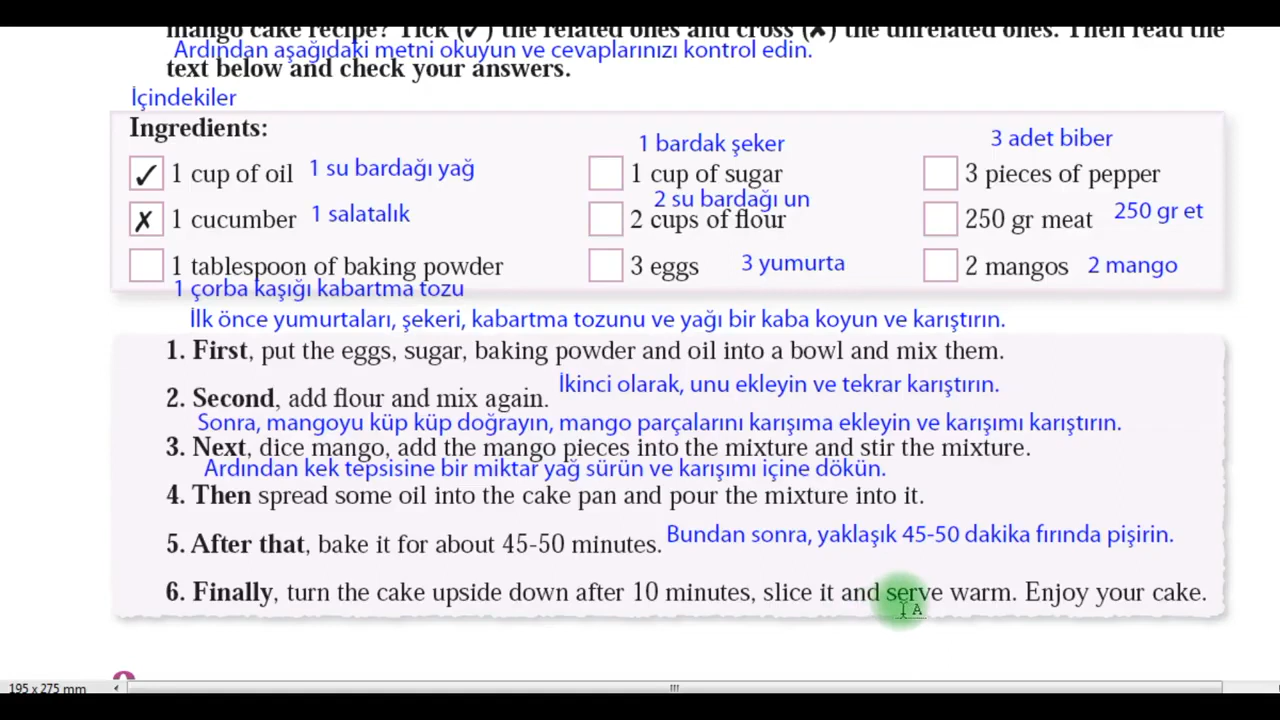 mango cake recipe? Tick (✓) the related ones and cross (✗) the unrelated ones. Then read the
Ardından aşağıdaki metni okuyun ve cevaplarınızı kontrol edin.
text below and check your answers.
İçindekiler
Ingredients:
1 bardak şeker
3 adet biber
✓ 1 cup of oil 1 su bardağı yağ
1 cup of sugar
3 pieces of pepper
2 su bardağı un
✗ 1 cucumber 1 salatalık
2 cups of flour
250 gr meat 250 gr et
1 tablespoon of baking powder
3 eggs 3 yumurta
2 mangos 2 mango
1 çorba kaşığı kabartma tozu
İlk önce yumurtaları, şekeri, kabartma tozunu ve yağı bir kaba koyun ve karıştırın.
1. First, put the eggs, sugar, baking powder and oil into a bowl and mix them.
İkinci olarak, unu ekleyin ve tekrar karıştırın.
2. Second, add flour and mix again.
Sonra, mangoyu küp küp doğrayın, mango parçalarını karışıma ekleyin ve karışımı karıştırın.
3. Next, dice mango, add the mango pieces into the mixture and stir the mixture.
Ardından kek tepsisine bir miktar yağ sürün ve karışımı içine dökün.
4. Then spread some oil into the cake pan and pour the mixture into it.
5. After that, bake it for about 45-50 minutes. Bundan sonra, yaklaşık 45-50 dakika fırında pişirin.
6. Finally, turn the cake upside down after 10 minutes, slice it and serve warm. Enjoy your cake.
A
195 x 275 mm